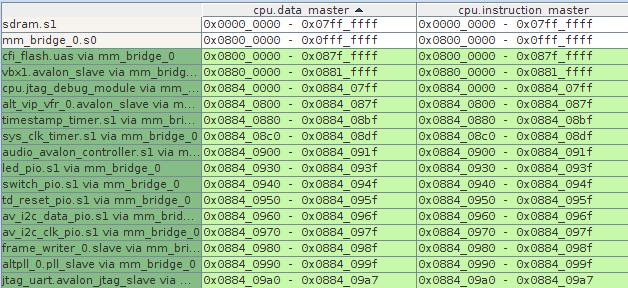 cpu.data_master cpu.instruction_master
sdram.s1 0x0000_0000 - 0x07ff_ffff 0x0000_0000 - 0x07ff_ffff
mm_bridge_0.s0 0x0800_0000 - 0x0fff_ffff 0x0800_0000 - 0x0fff_ffff
cfi_flash.uas via mm_bridge_0 0x0800_0000 - 0x087f_ffff 0x0800_0000 - 0x087f_ffff
vbx1.avalon_slave via mm_bridg... 0x0880_0000 - 0x0881_ffff 0x0880_0000 - 0x0881_ffff
cpu.jtag_debug_module via mm_... 0x0884_0000 - 0x0884_07ff 0x0884_0000 - 0x0884_07ff
alt_vip_vfr_0.avalon_slave via m... 0x0884_0800 - 0x0884_087f 0x0884_0800 - 0x0884_087f
timestamp_timer.s1 via mm_bri... 0x0884_0880 - 0x0884_08bf 0x0884_0880 - 0x0884_08bf
sys_clk_timer.s1 via mm_bridge_0 0x0884_08c0 - 0x0884_08df 0x0884_08c0 - 0x0884_08df
audio_avalon_controller.s1 via m... 0x0884_0900 - 0x0884_091f 0x0884_0900 - 0x0884_091f
led_pio.s1 via mm_bridge_0 0x0884_0930 - 0x0884_093f 0x0884_0930 - 0x0884_093f
switch_pio.s1 via mm_bridge_0 0x0884_0940 - 0x0884_094f 0x0884_0940 - 0x0884_094f
td_reset_pio.s1 via mm_bridge_0 0x0884_0950 - 0x0884_095f 0x0884_0950 - 0x0884_095f
av_i2c_data_pio.s1 via mm_brid... 0x0884_0960 - 0x0884_096f 0x0884_0960 - 0x0884_096f
av_i2c_clk_pio.s1 via mm_bridge... 0x0884_0970 - 0x0884_097f 0x0884_0970 - 0x0884_097f
frame_writer_0.slave via mm_bri... 0x0884_0980 - 0x0884_098f 0x0884_0980 - 0x0884_098f
altpll_0.pll_slave via mm_bridge_0 0x0884_0990 - 0x0884_099f 0x0884_0990 - 0x0884_099f
jtag_uart.avalon_jtag_slave via ... 0x0884_09a0 - 0x0884_09a7 0x0884_09a0 - 0x0884_09a7